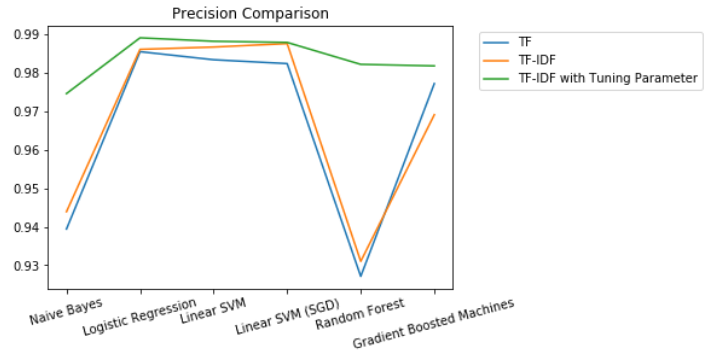 Precision Comparison
0.99
0.98
0.97
0.96
0.95
0.94
0.93
Naive Bayes
Logistic Regression
Linear SVM
Linear SVM (SGD)
Random Forest
Gradient Boosted Machines
TF
TF-IDF
TF-IDF with Tuning Parameter